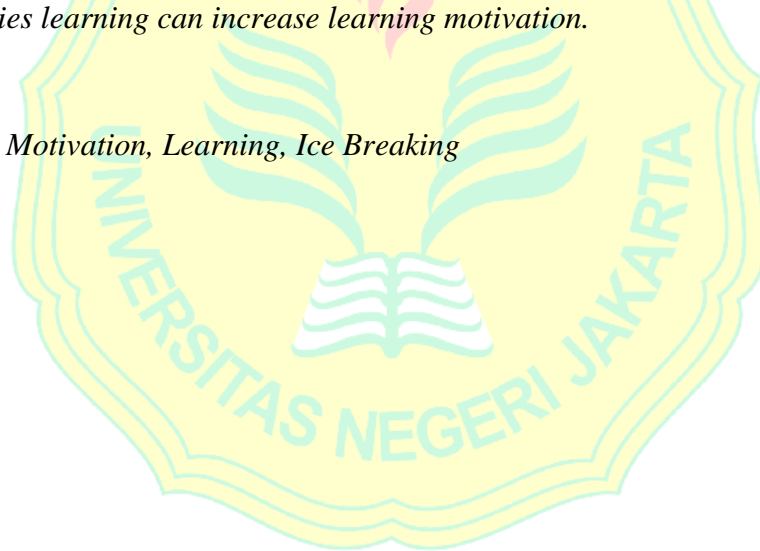 ies learning can increase learning motivation.
Motivation, Learning, Ice Breaking
UNIVERSITAS NEGERI JAKARTA